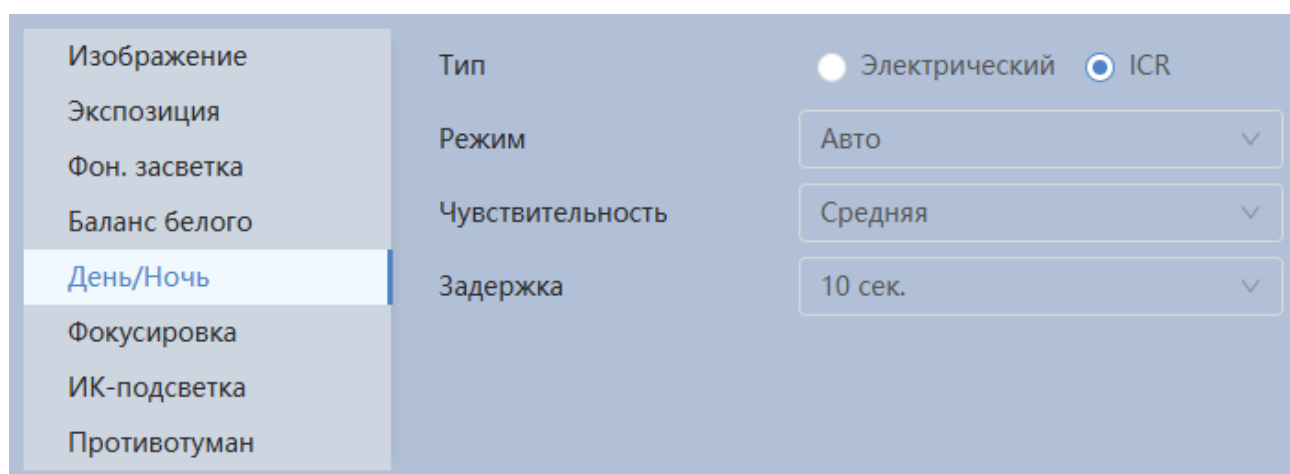 Изображение
Экспозиция
Фон. засветка
Баланс белого
День/Ночь
Фокусировка
ИК-подсветка
Противотуман
Тип Электрический ICR
Режим Авто
Чувствительность Средняя
Задержка 10 сек.